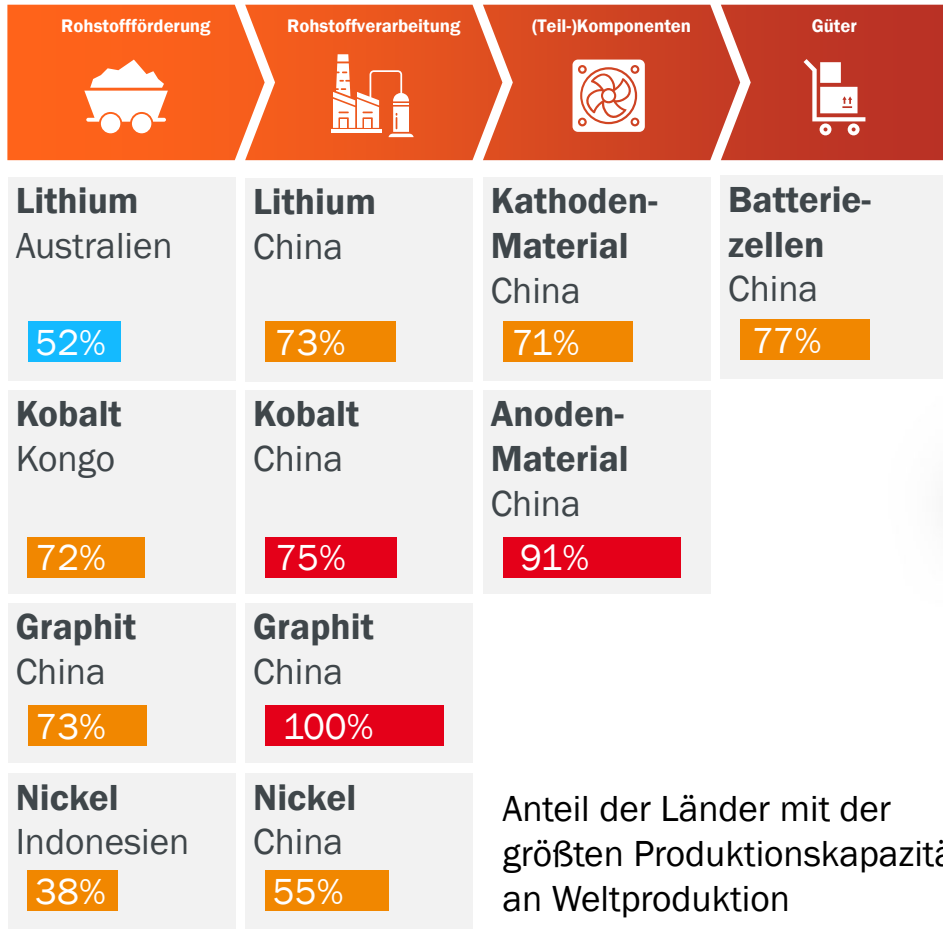 Rohstoffförderung
Rohstoffverarbeitung
(Teil-)Komponenten
Güter
Lithium
Australien
52%
Lithium
China
73%
Kathoden-
Material
China
71%
Batterie-
zellen
China
77%
Kobalt
Kongo
72%
Kobalt
China
75%
Anoden-
Material
China
91%
Graphit
China
73%
Graphit
China
100%
Nickel
Indonesien
38%
Nickel
China
55%
Anteil der Länder mit der
größten Produktionskapazitä
an Weltproduktion